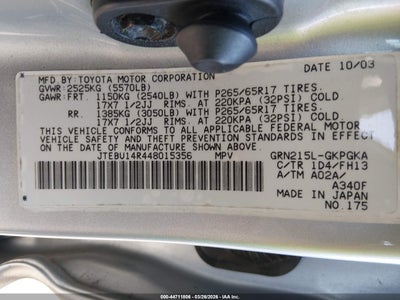 DATE 10/03
MFD.BY:TOYOTA MOTOR CORPORATION
GVWR: 2525KG (5570LB)
GAWR: FRT. 1150KG (2540LB) WITH P265/65R17 TIRES.
17X7 1/2JJ RIMS. AT 220KPA (32PSI) COLD
RR. 1385KG (3050LB) WITH P265/65R17 TIRES.
17X7 1/2JJ RIMS. AT 220KPA (32PSI) COLD
THIS VEHICLE CONFORMS TO ALL APPLICABLE FEDERAL MOTOR
VEHICLE SAFETY AND THEFT PREVENTION STANDARDS IN EFFECT
ON THE DATE OF MANUFACTURE SHOWN ABOVE.
JTEBU14R448015356 MPV GRN215L-GKPGKA
C/TR 1D4/FH13
A/TM A02A/
A340F
MADE IN JAPAN
NO.175
000-44711806 - 03/26/2026 - IAAI.COM